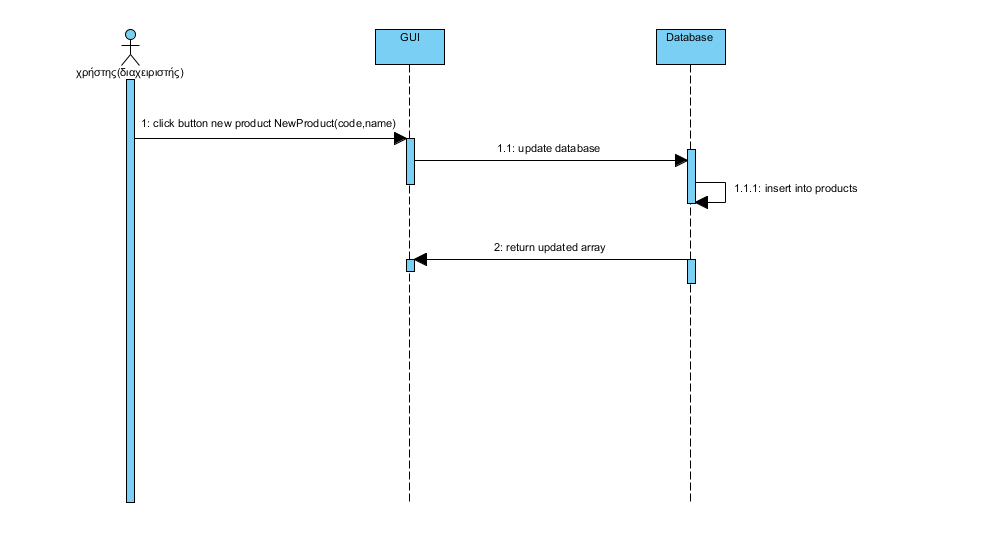 GUI
Database
χρήστης(διαχειριστής)
1: click button new product NewProduct(code,name)
1.1: update database
1.1.1: insert into products
2: return updated array